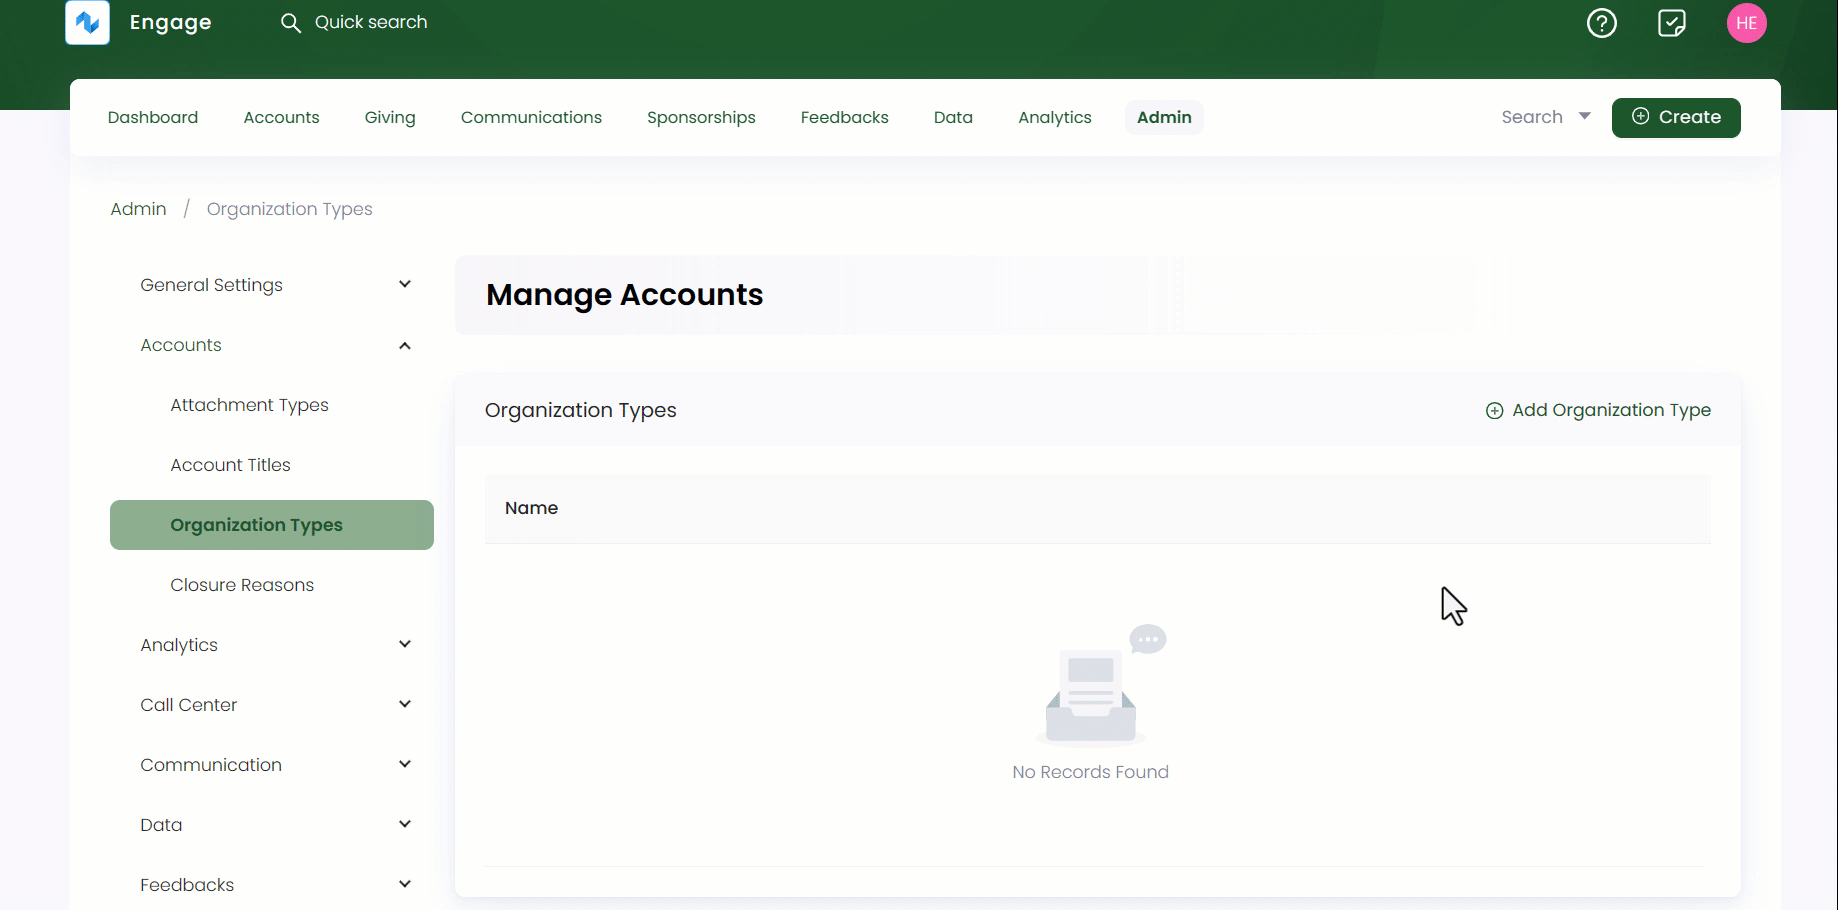 Engage
Quick search
HE
Dashboard Accounts Giving Communications Sponsorships Feedbacks Data Analytics Admin Search Create
Admin / Organization Types
General Settings
Accounts
Attachment Types
Account Titles
Organization Types
Closure Reasons
Analytics
Call Center
Communication
Data
Feedbacks
Manage Accounts
Organization Types
Add Organization Type
Name
No Records Found